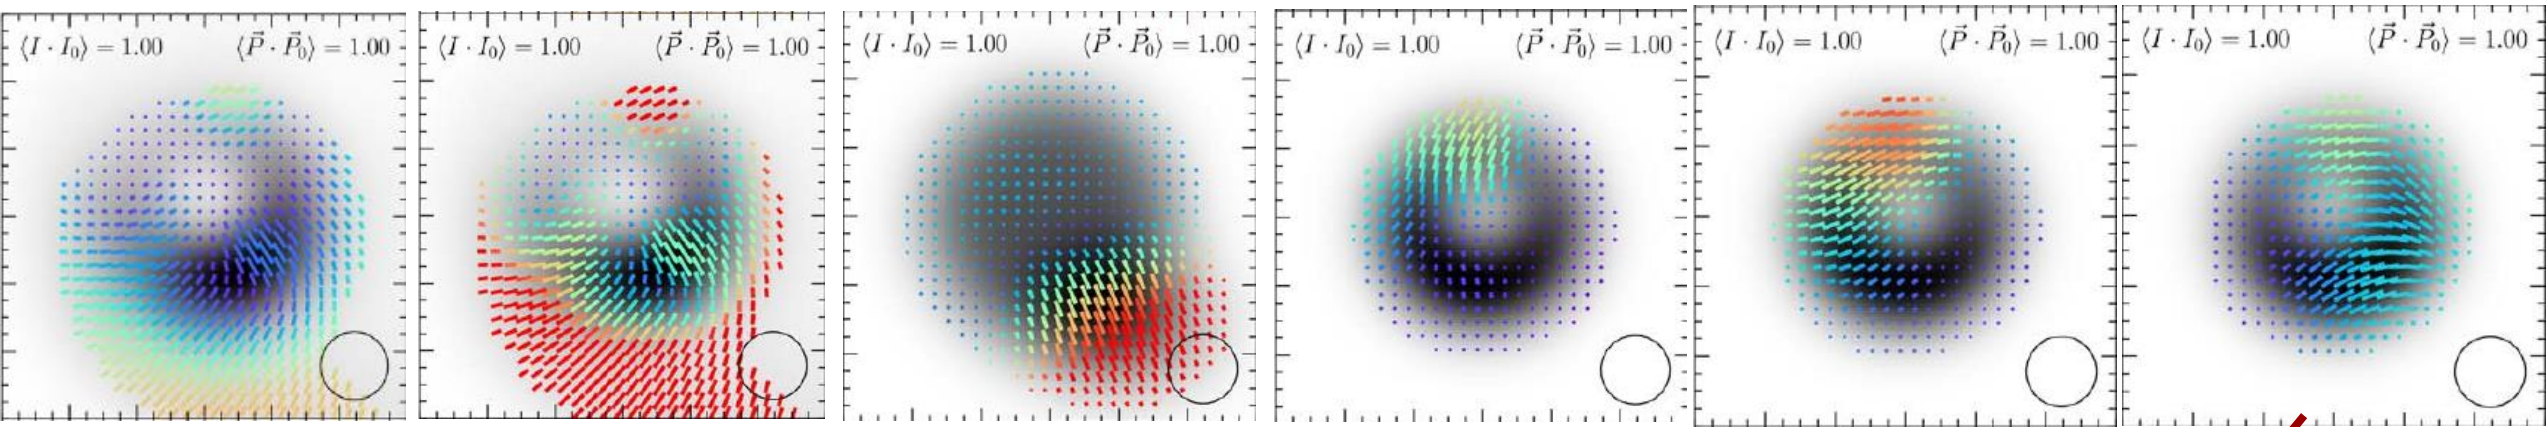 ⟨I · I₀⟩ = 1.00 ⟨P⃗ · P⃗₀⟩ = 1.00
⟨I · I₀⟩ = 1.00 ⟨P⃗ · P⃗₀⟩ = 1.00
⟨I · I₀⟩ = 1.00 ⟨P⃗ · P⃗₀⟩ = 1.00
⟨I · I₀⟩ = 1.00 ⟨P⃗ · P⃗₀⟩ = 1.00
⟨I · I₀⟩ = 1.00 ⟨P⃗ · P⃗₀⟩ = 1.00
⟨I · I₀⟩ = 1.00 ⟨P⃗ · P⃗₀⟩ = 1.00